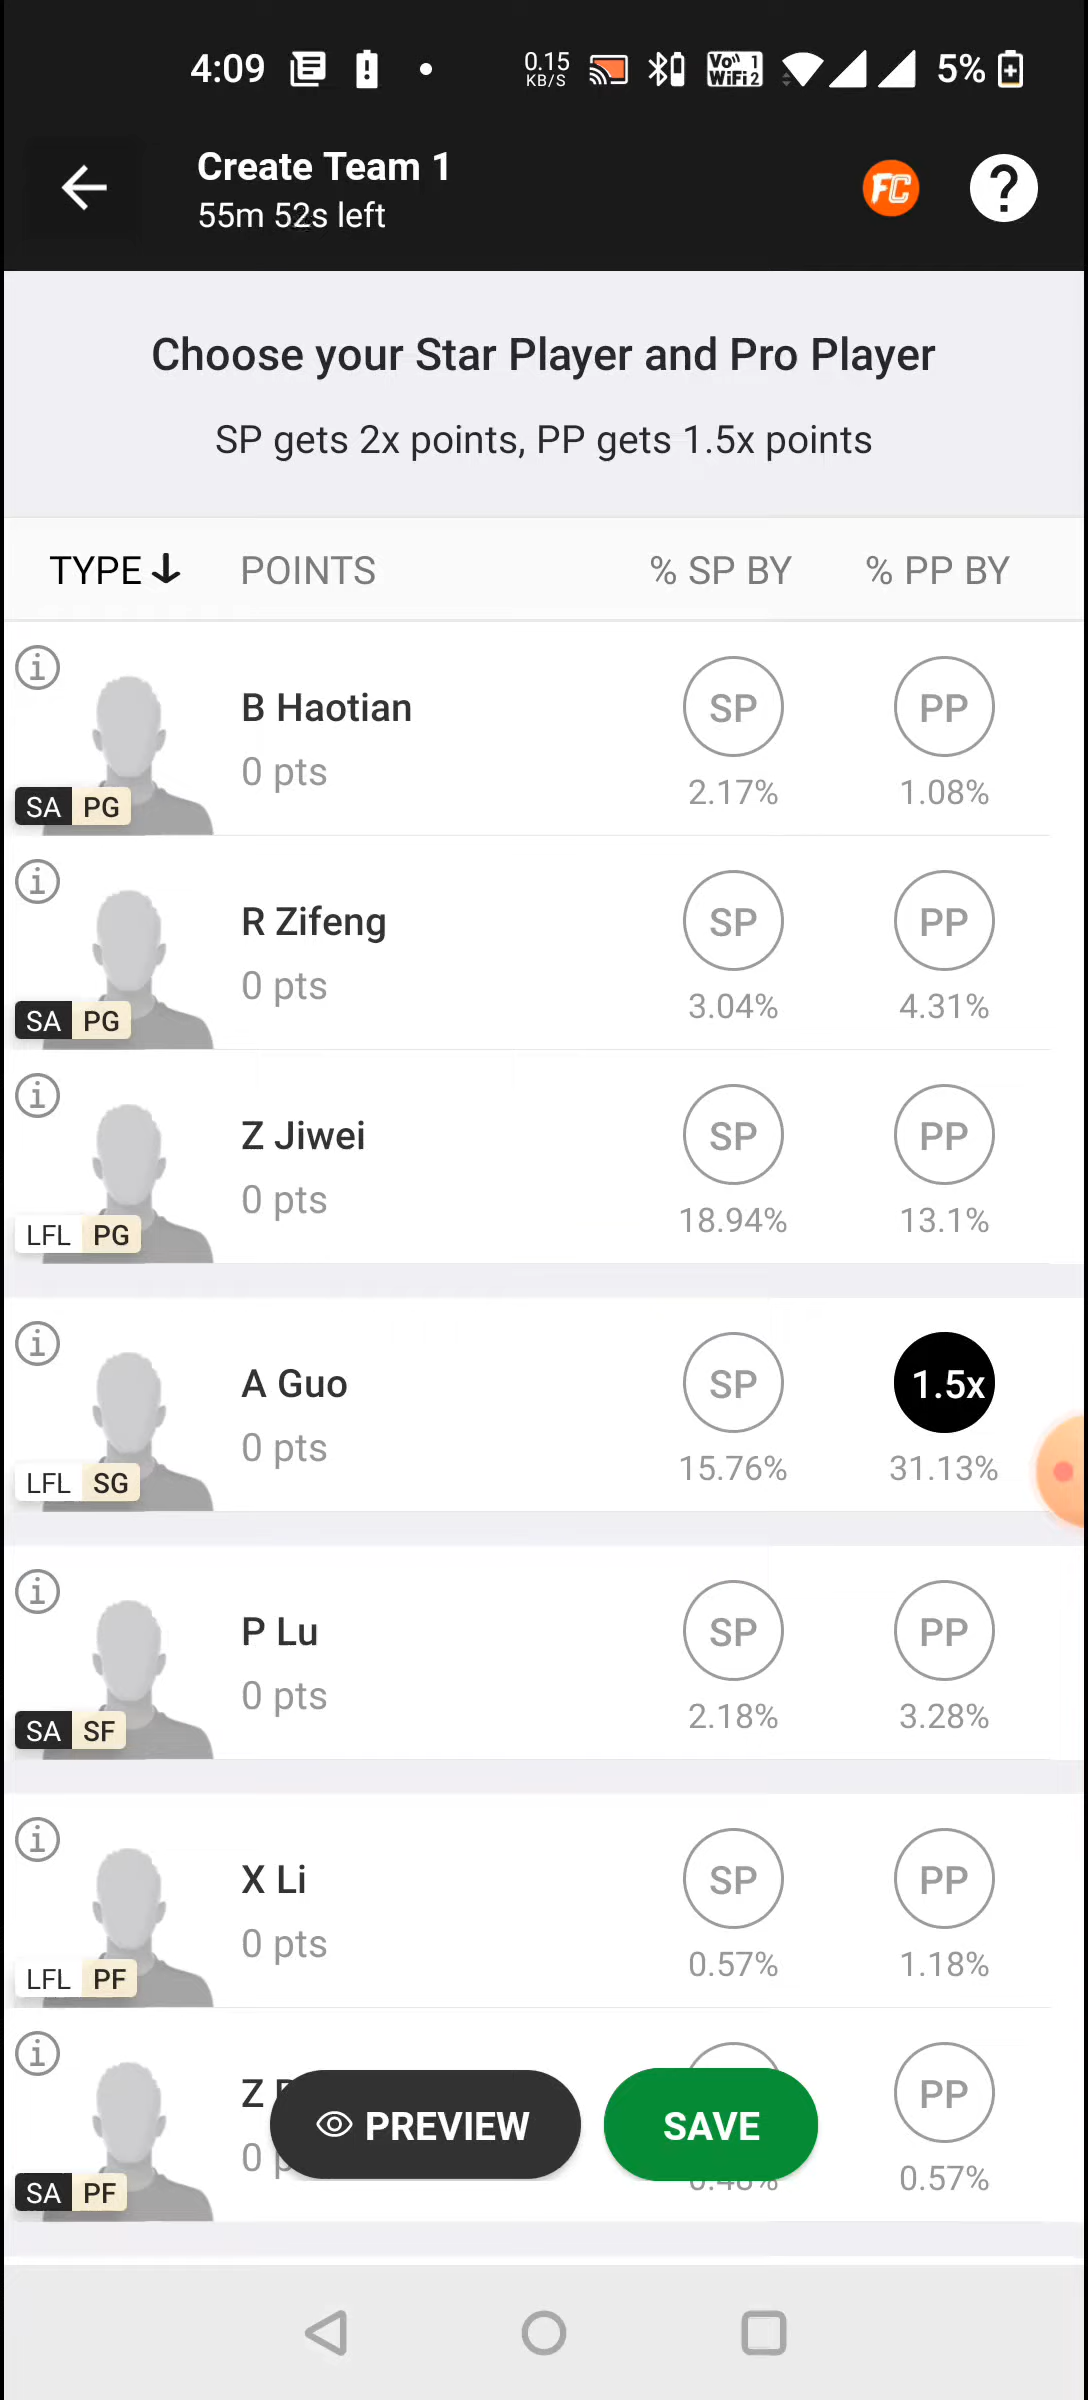 4:09 0.15 KB/S Vo 1 WiFi 2 5%
Create Team 1
55m 52s left
FC ?
Choose your Star Player and Pro Player
SP gets 2x points, PP gets 1.5x points
TYPE POINTS % SP BY % PP BY
B Haotian
0 pts
SA PG
SP
2.17%
PP
1.08%
R Zifeng
0 pts
SA PG
SP
3.04%
PP
4.31%
Z Jiwei
0 pts
LFL PG
SP
18.94%
PP
13.1%
A Guo
0 pts
LFL SG
SP
15.76%
1.5x
31.13%
P Lu
0 pts
SA SF
SP
2.18%
PP
3.28%
X Li
0 pts
LFL PF
SP
0.57%
PP
1.18%
Z
0
SA PF
PP
0.57%
PREVIEW
SAVE